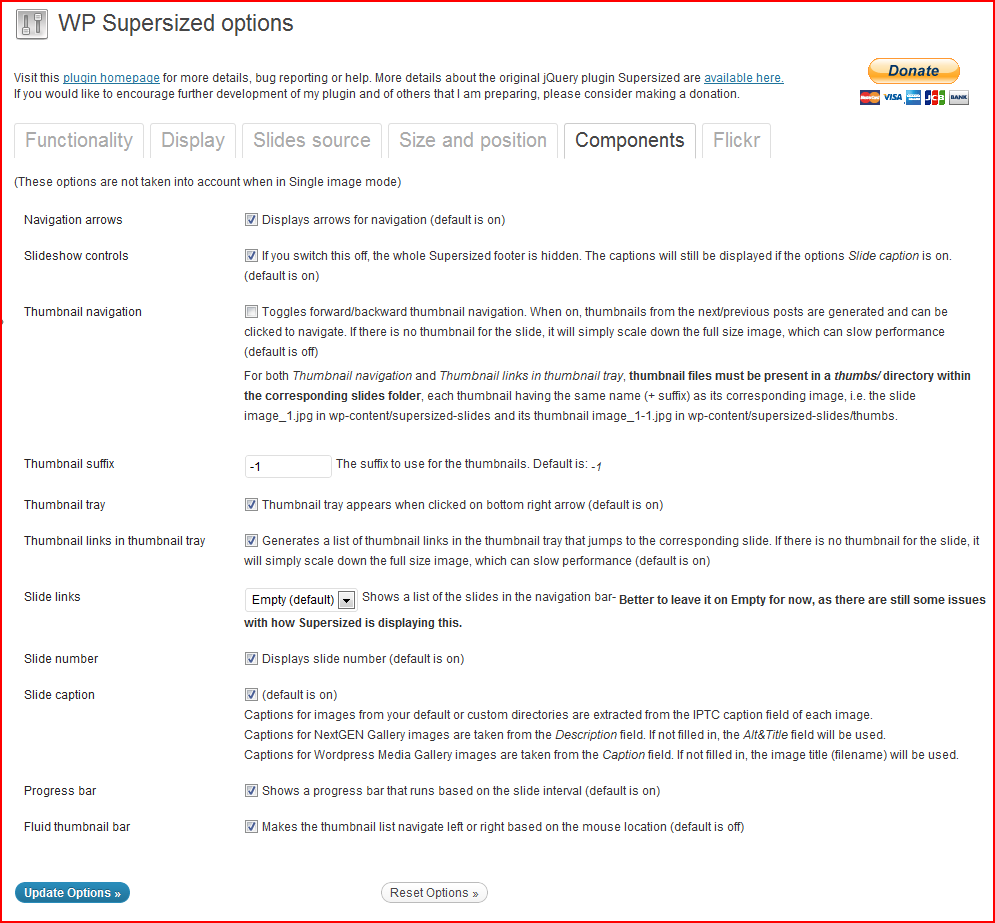 WP Supersized options
Visit this plugin homepage for more details, bug reporting or help. More details about the original jQuery plugin Supersized are available here.
If you would like to encourage further development of my plugin and of others that I am preparing, please consider making a donation.
Donate
VISA
JCB
BANK
Functionality
Display
Slides source
Size and position
Components
Flickr
(These options are not taken into account when in Single image mode)
Navigation arrows
Displays arrows for navigation (default is on)
Slideshow controls
If you switch this off, the whole Supersized footer is hidden. The captions will still be displayed if the options Slide caption is on.
(default is on)
Thumbnail navigation
Toggles forward/backward thumbnail navigation. When on, thumbnails from the next/previous posts are generated and can be
clicked to navigate. If there is no thumbnail for the slide, it will simply scale down the full size image, which can slow performance
(default is off)
For both Thumbnail navigation and Thumbnail links in thumbnail tray, thumbnail files must be present in a thumbs/ directory within
the corresponding slides folder, each thumbnail having the same name (+ suffix) as its corresponding image, i.e. the slide
image_1.jpg in wp-content/supersized-slides and its thumbnail image_1-1.jpg in wp-content/supersized-slides/thumbs.
Thumbnail suffix
-1
The suffix to use for the thumbnails. Default is: -1
Thumbnail tray
Thumbnail tray appears when clicked on bottom right arrow (default is on)
Thumbnail links in thumbnail tray
Generates a list of thumbnail links in the thumbnail tray that jumps to the corresponding slide. If there is no thumbnail for the slide, it
will simply scale down the full size image, which can slow performance (default is on)
Slide links
Empty (default)
Shows a list of the slides in the navigation bar- Better to leave it on Empty for now, as there are still some issues
with how Supersized is displaying this.
Slide number
Displays slide number (default is on)
Slide caption
(default is on)
Captions for images from your default or custom directories are extracted from the IPTC caption field of each image.
Captions for NextGEN Gallery images are taken from the Description field. If not filled in, the Alt&Title field will be used.
Captions for Wordpress Media Gallery images are taken from the Caption field. If not filled in, the image title (filename) will be used.
Progress bar
Shows a progress bar that runs based on the slide interval (default is on)
Fluid thumbnail bar
Makes the thumbnail list navigate left or right based on the mouse location (default is off)
Update Options »
Reset Options »